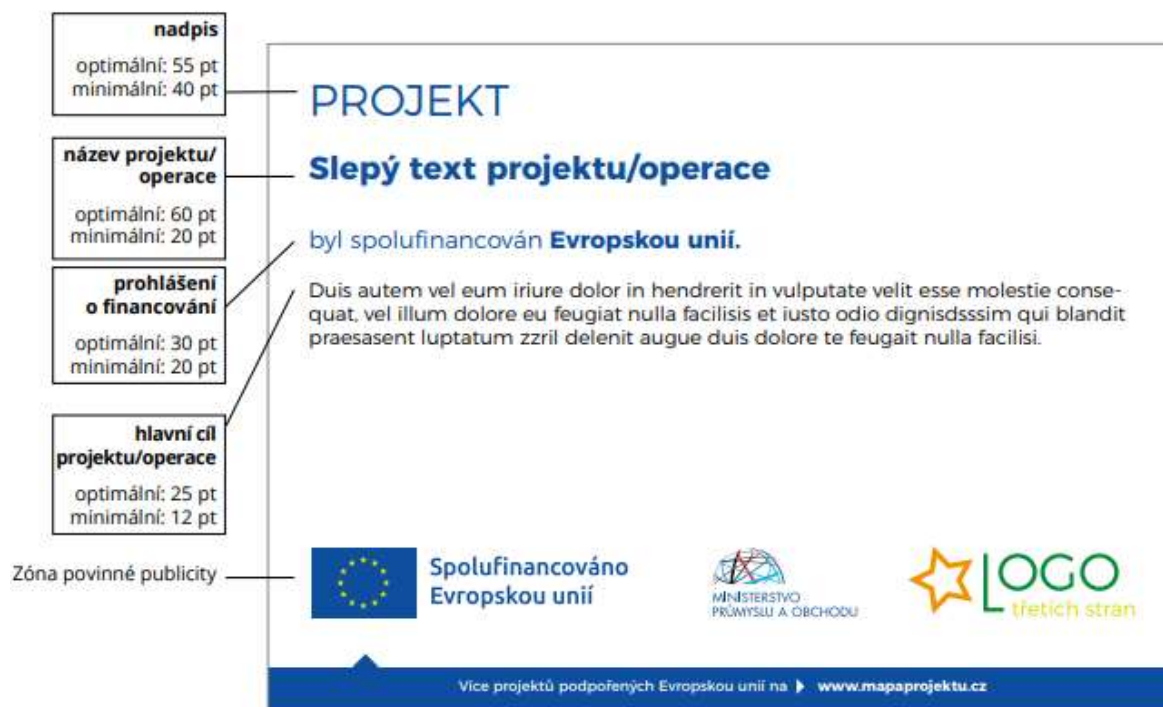 nadpis
optimální: 55 pt
minimální: 40 pt
název projektu/
operace
optimální: 60 pt
minimální: 20 pt
prohlášení
o financování
optimální: 30 pt
minimální: 20 pt
hlavní cíl
projektu/operace
optimální: 25 pt
minimální: 12 pt
Zóna povinné publicity
PROJEKT
Slepý text projektu/operace
byl spolufinancován Evropskou unií.
Duis autem vel eum iriure dolor in hendrerit in vulputate velit esse molestie conse-
quat, vel illum dolore eu feugiat nulla facilisis et iusto odio dignisdsssim qui blandit
praesasent luptatum zzril delenit augue duis dolore te feugait nulla facilisi.
Spolufinancováno
Evropskou unií
MINISTERSTVO
PRŮMYSLU A OBCHODU
LOGO
třetích stran
Více projektů podpořených Evropskou unií na www.mapaprojektu.cz